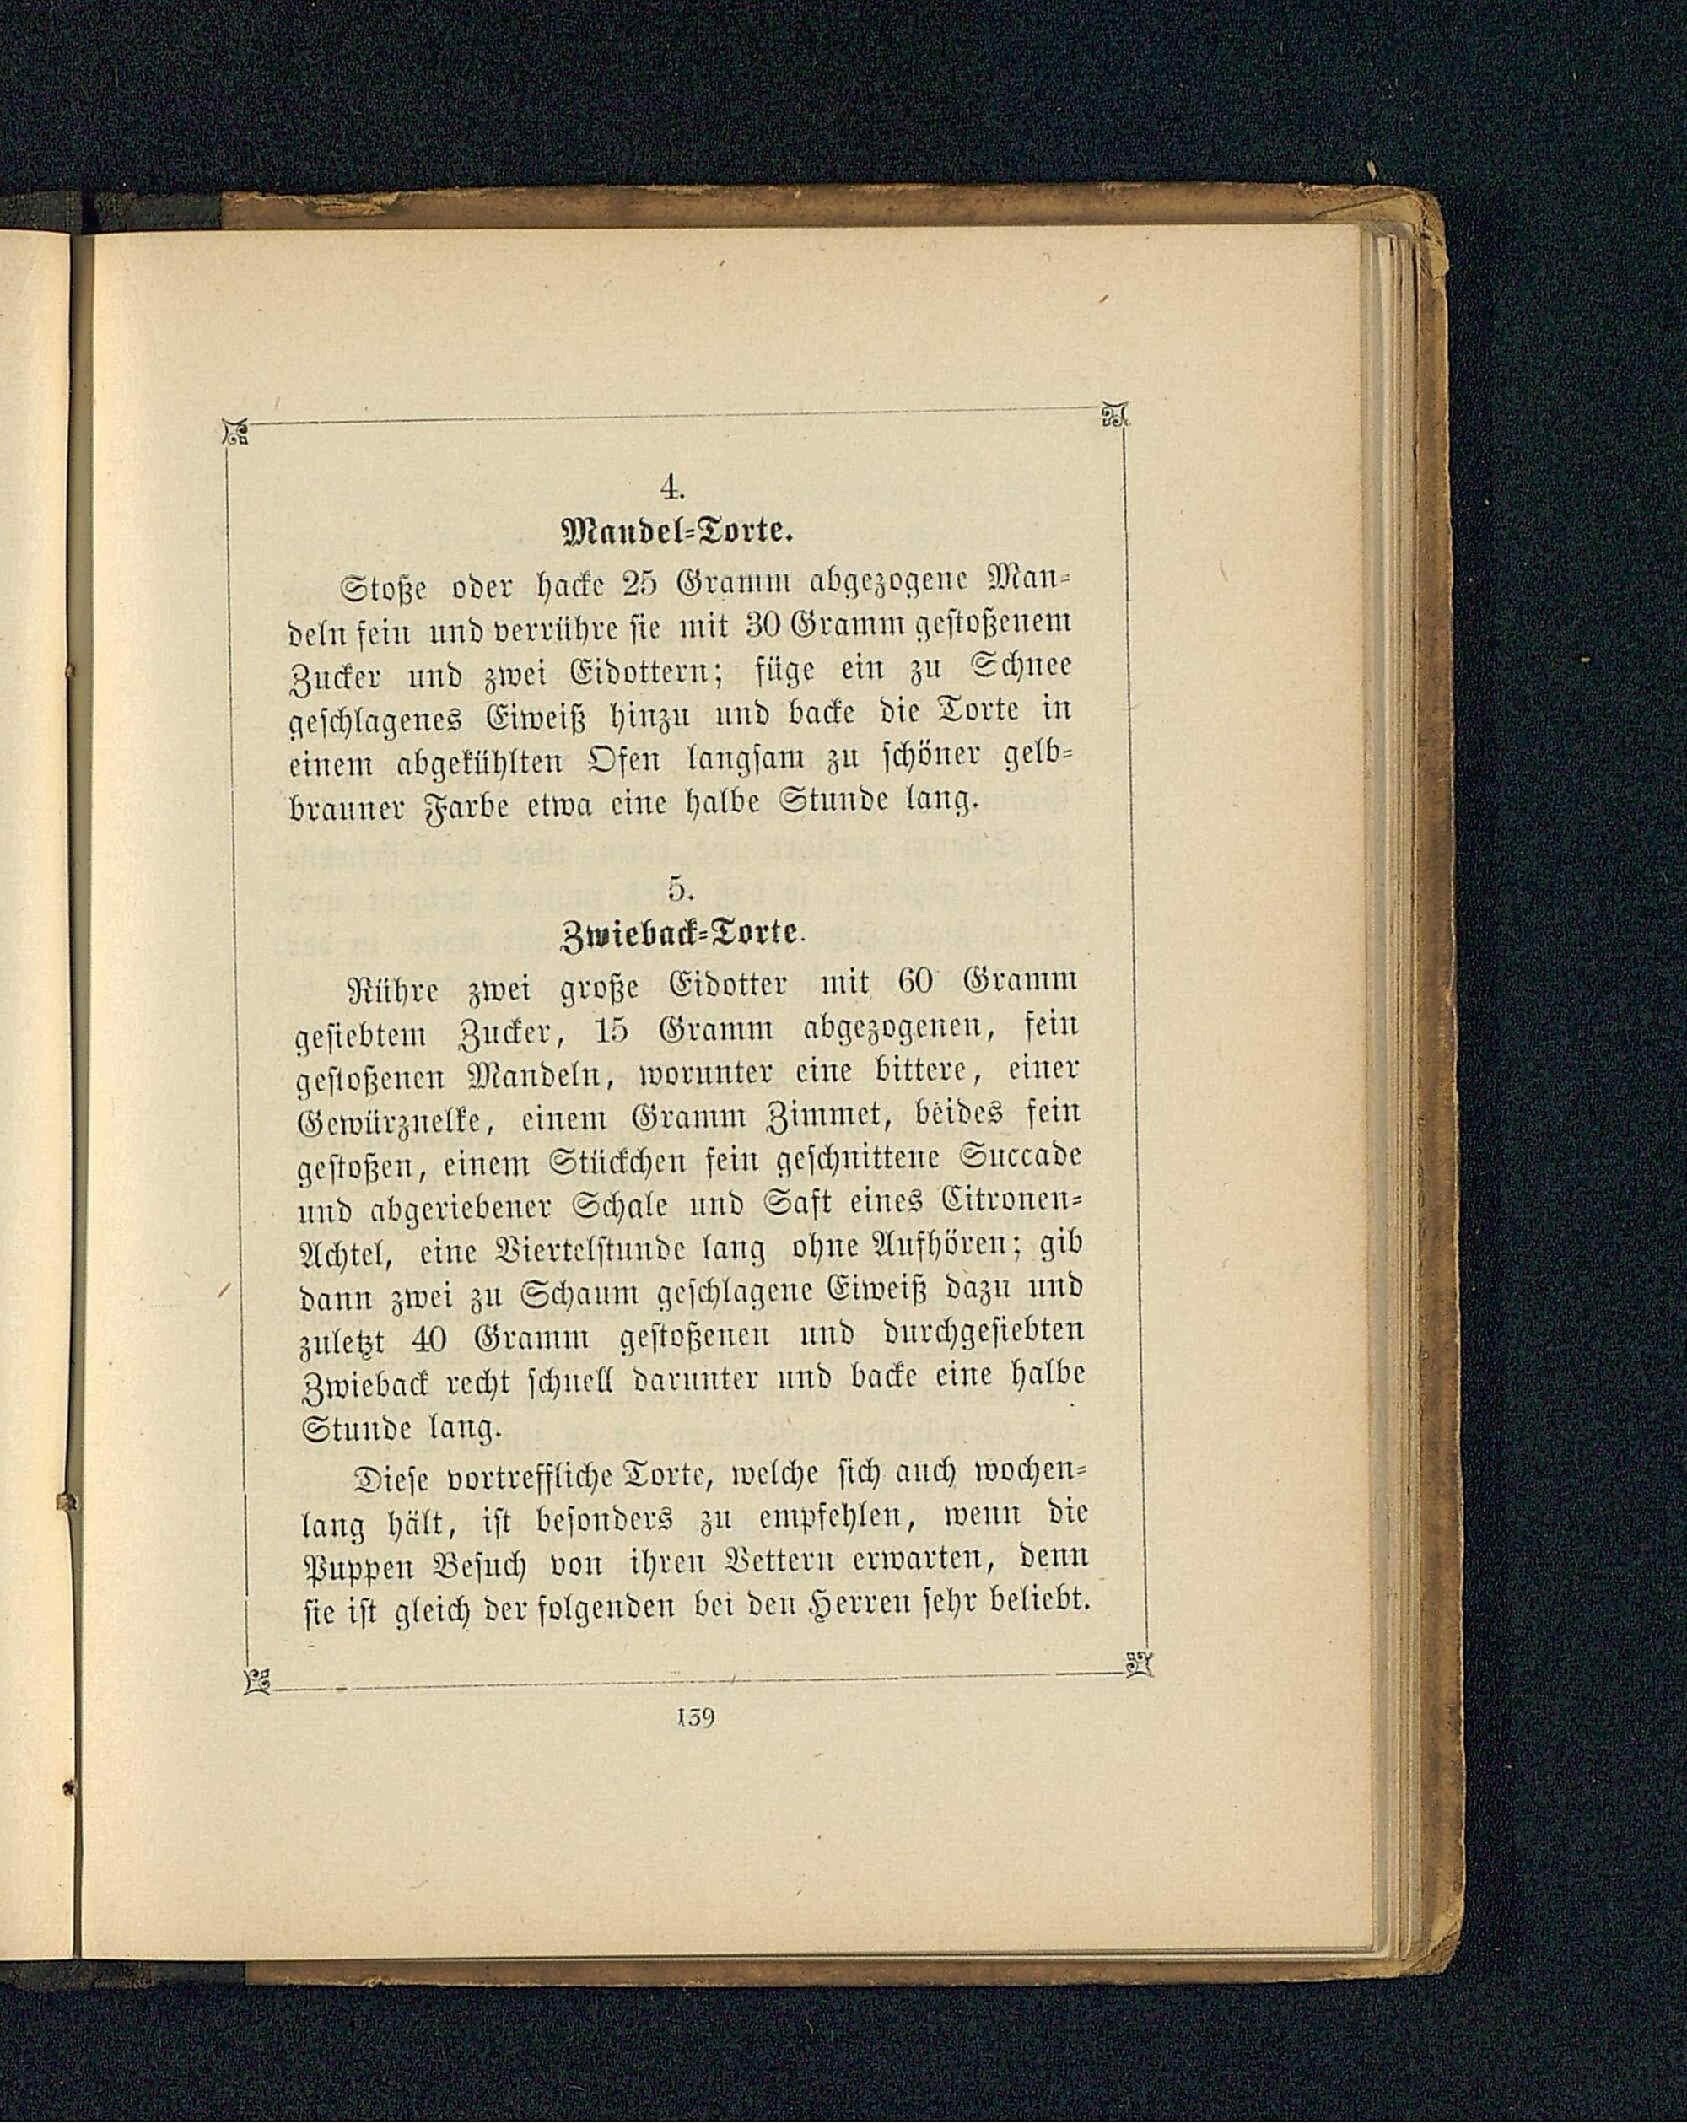 4.
Mandel-Torte.
Stoße oder hacke 25 Gramm abgezogene Man-
deln fein und verrühre sie mit 30 Gramm gestoßenem
Zucker und zwei Eidottern; füge ein zu Schnee
geschlagenes Eiweiß hinzu und backe die Torte in
einem abgekühlten Ofen langsam zu schöner gelb-
brauner Farbe etwa eine halbe Stunde lang.
5.
Zwieback-Torte.
Rühre zwei große Eidotter mit 60 Gramm
gesiebtem Zucker, 15 Gramm abgezogenen, fein
gestoßenen Mandeln, worunter eine bittere, einer
Gewürznelke, einem Gramm Zimmet, beides fein
gestoßen, einem Stückchen fein geschnittene Succade
und abgeriebener Schale und Saft eines Citronen-
Achtel, eine Viertelstunde lang ohne Aufhören; gib
dann zwei zu Schaum geschlagene Eiweiß dazu und
zuletzt 40 Gramm gestoßenen und durchgesiebten
Zwieback recht schnell darunter und backe eine halbe
Stunde lang.
Diese vortreffliche Torte, welche sich auch wochen-
lang hält, ist besonders zu empfehlen, wenn die
Puppen Besuch von ihren Vettern erwarten, denn
sie ist gleich der folgenden bei den Herren sehr beliebt.
139